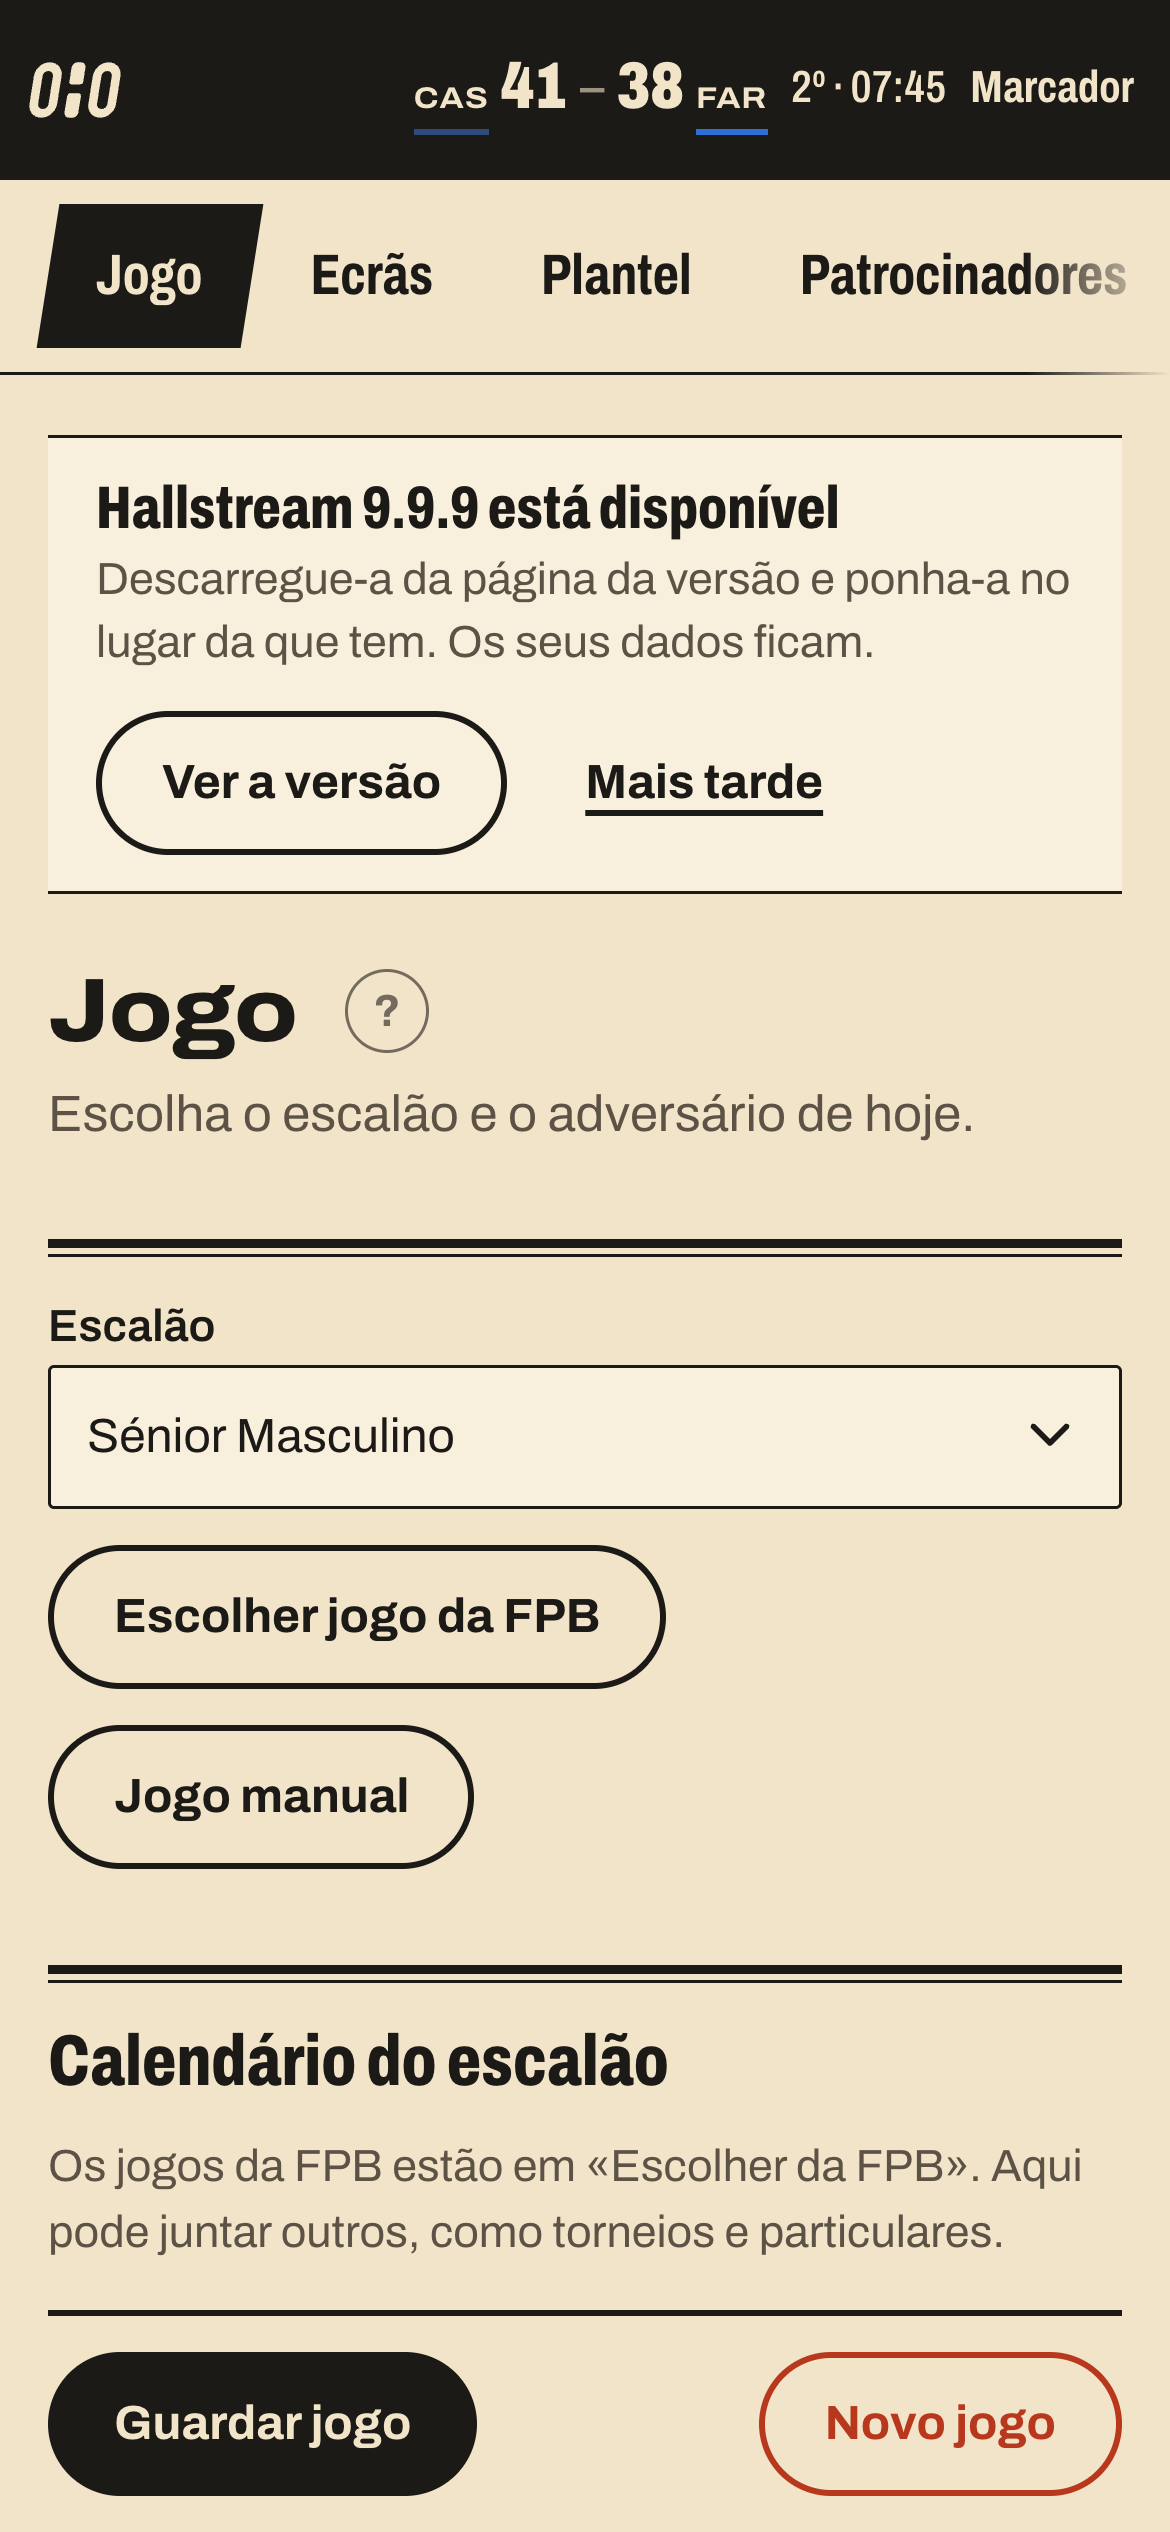 0:0
CAS 41 – 38 FAR 2º · 07:45 Marcador
Jogo Ecrãs Plantel Patrocinadores
Hallstream 9.9.9 está disponível
Descarregue-a da página da versão e ponha-a no
lugar da que tem. Os seus dados ficam.
Ver a versão Mais tarde
Jogo ?
Escolha o escalão e o adversário de hoje.
Escalão
Sénior Masculino
Escolher jogo da FPB
Jogo manual
Calendário do escalão
Os jogos da FPB estão em «Escolher da FPB». Aqui
pode juntar outros, como torneios e particulares.
Guardar jogo Novo jogo